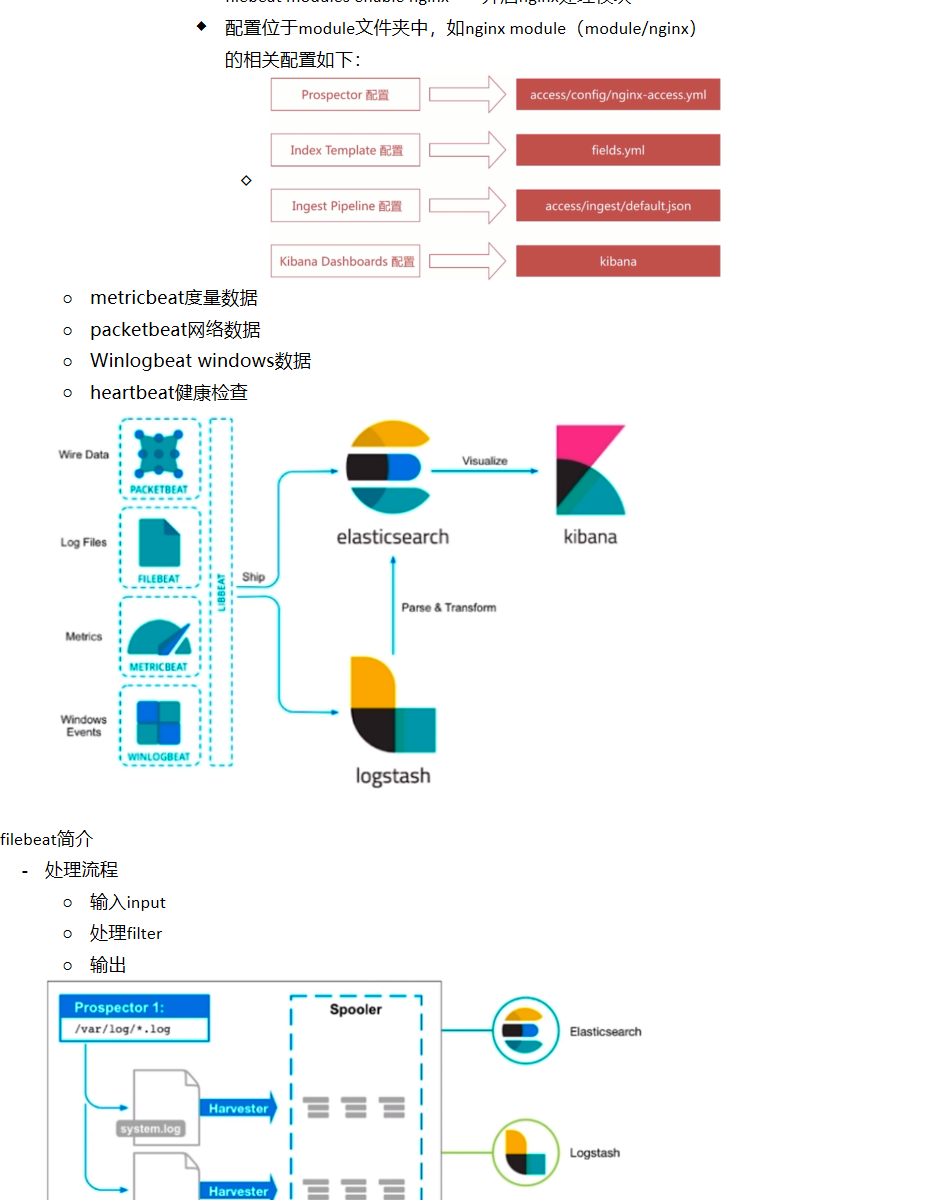 配置位于module文件夹中，如nginx module（module/nginx）
的相关配置如下：
Prospector 配置
access/config/nginx-access.yml
Index Template 配置
fields.yml
Ingest Pipeline 配置
access/ingest/default.json
Kibana Dashboards 配置
kibana
metricbeat度量数据
packetbeat网络数据
Winlogbeat windows数据
heartbeat健康检查
Wire Data
PACKETBEAT
Log Files
FILEBEAT
Metrics
METRICBEAT
Windows
Events
WINLOGBEAT
LIBBEAT
Ship
elasticsearch
Visualize
kibana
Parse & Transform
logstash
filebeat简介
- 处理流程
输入input
处理filter
输出
Prospector 1:
/var/log/*.log
system.log
Harvester
Harvester
Spooler
Elasticsearch
Logstash